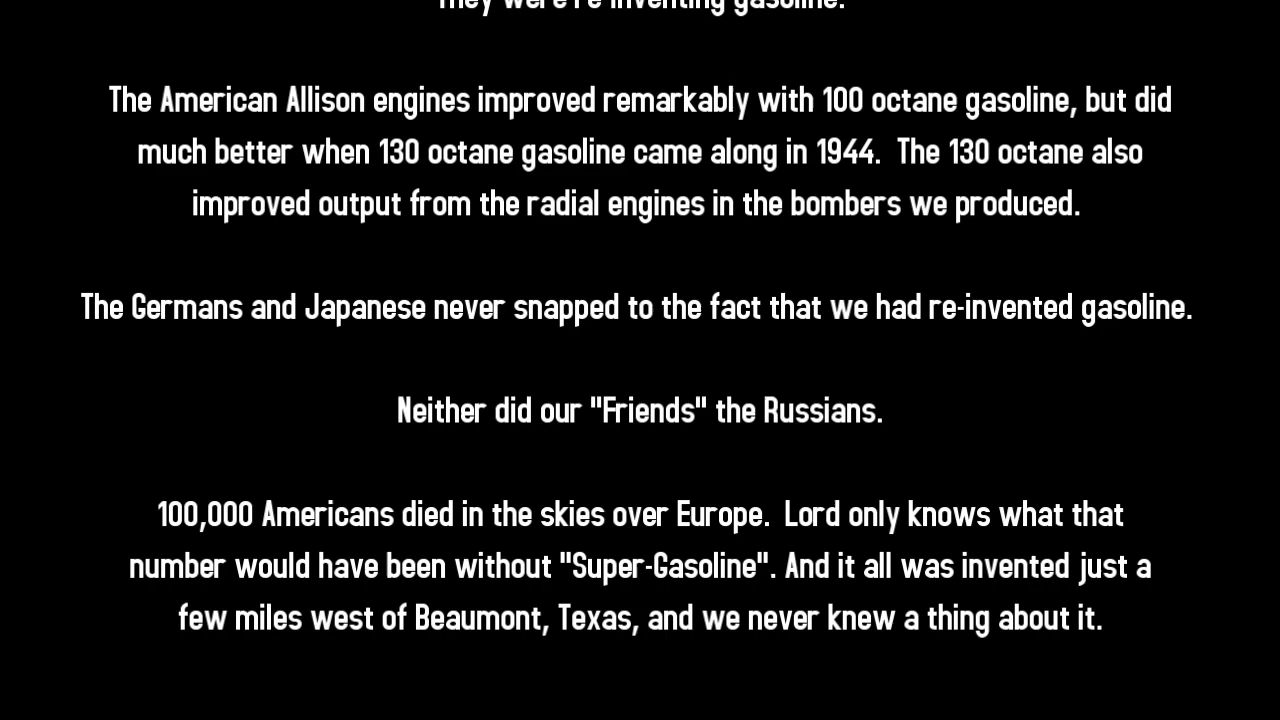 They were re-inventing gasoline.
The American Allison engines improved remarkably with 100 octane gasoline, but did
much better when 130 octane gasoline came along in 1944.  The 130 octane also
improved output from the radial engines in the bombers we produced.
The Germans and Japanese never snapped to the fact that we had re-invented gasoline.
Neither did our "Friends" the Russians.
100,000 Americans died in the skies over Europe.  Lord only knows what that
number would have been without "Super-Gasoline". And it all was invented just a
few miles west of Beaumont, Texas, and we never knew a thing about it.